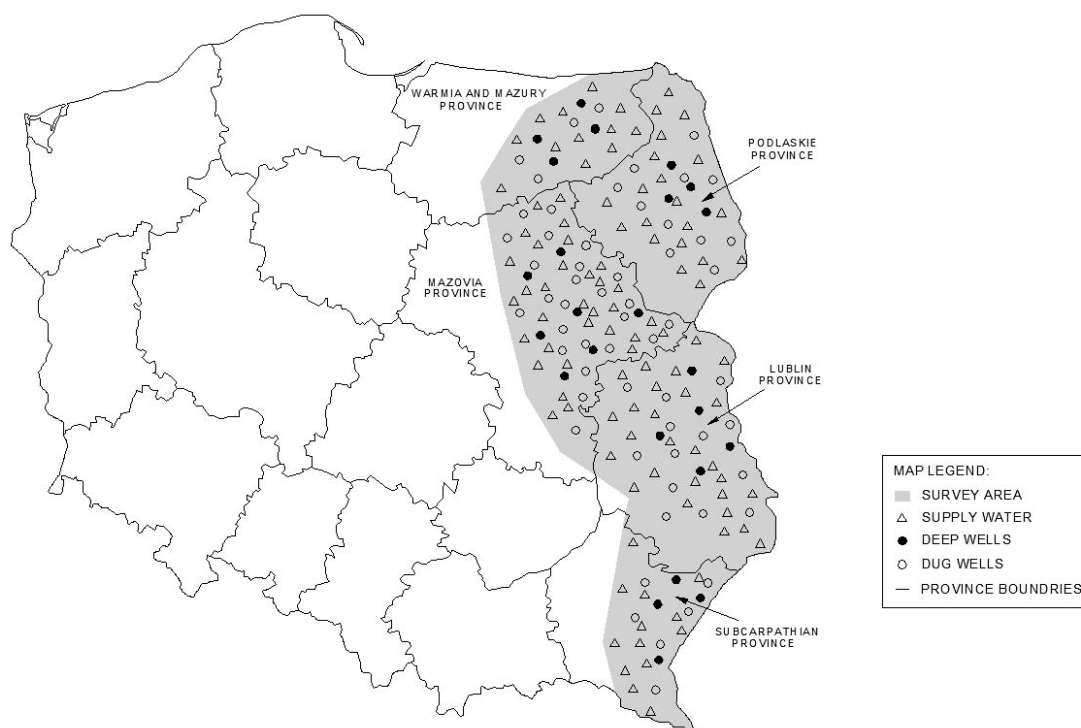 WARMIA AND MAZURY
PROVINCE
PODLASKIE
PROVINCE
MAZOVIA
PROVINCE
LUBLIN
PROVINCE
SUBCARPATHIAN
PROVINCE
MAP LEGEND:
SURVEY AREA
SUPPLY WATER
DEEP WELLS
DUG WELLS
PROVINCE BOUNDRIES